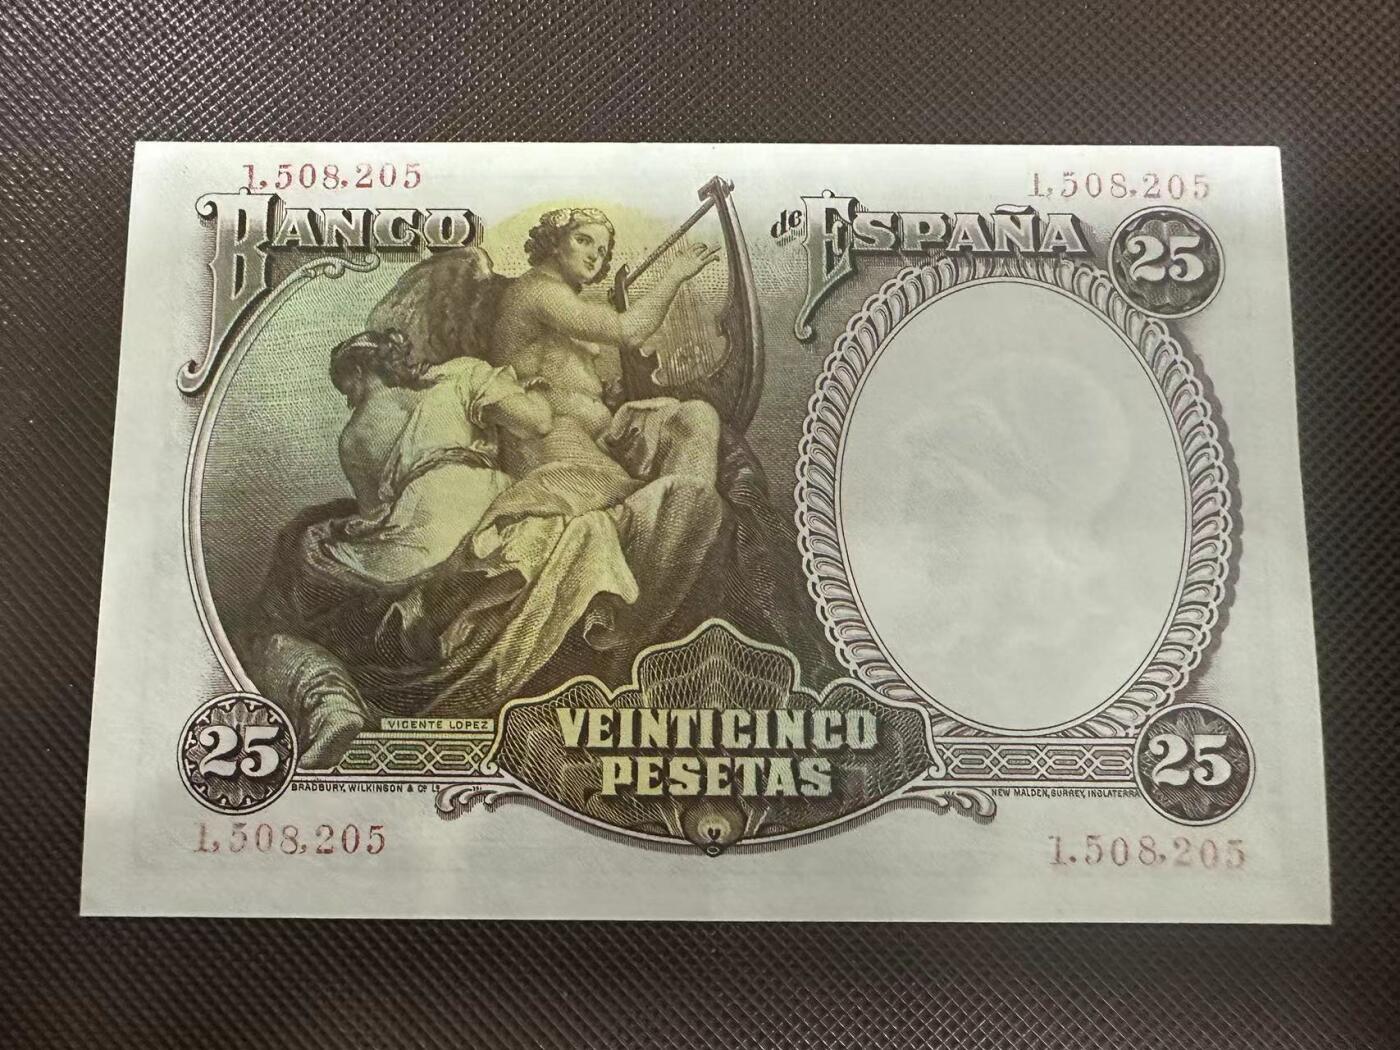 1,508,205
1,508,205
BANCO de ESPAÑA
25
VICENTE LOPEZ
VEINTICINCO
PESETAS
25
25
BRADBURY, WILKINSON & Cº Lᴰ
NEW MALDEN, SURREY, INGLATERRA
1,508,205
1.508,205